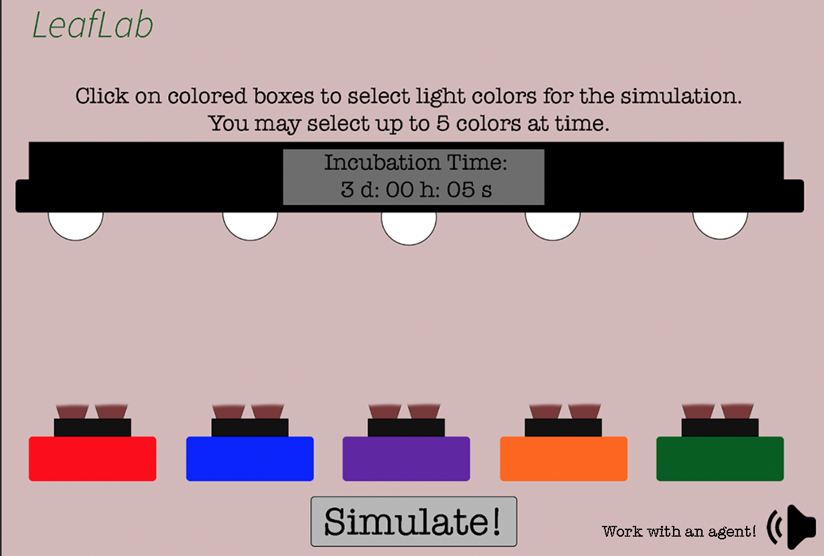 LeafLab
Click on colored boxes to select light colors for the simulation.
You may select up to 5 colors at time.
Incubation Time:
3 d: 00 h: 05 s
Simulate!
Work with an agent!